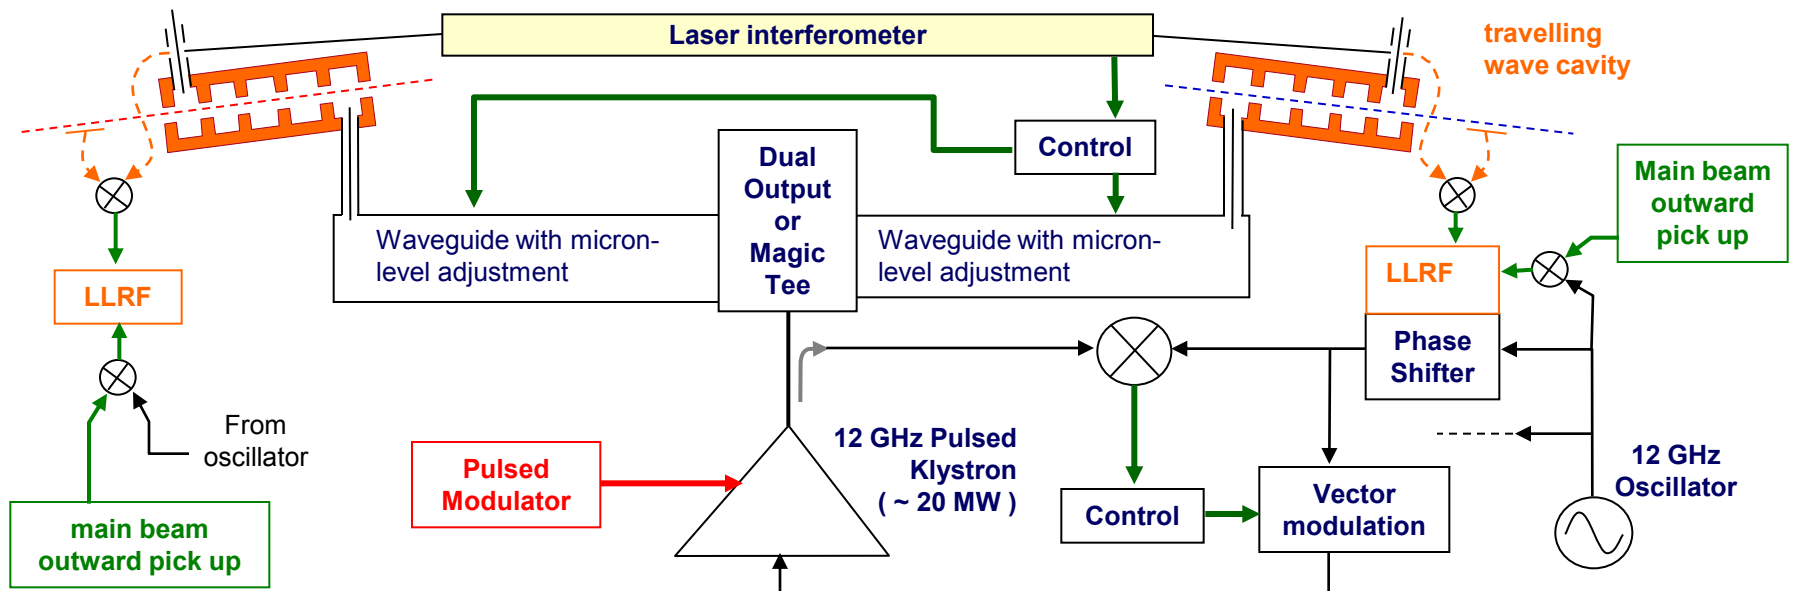 Laser interferometer
travelling
wave cavity
Control
Dual
Output
or
Magic
Tee
Main beam
outward
pick up
Waveguide with micron-
level adjustment
Waveguide with micron-
level adjustment
LLRF
LLRF
Phase
Shifter
From
oscillator
12 GHz Pulsed
Klystron
( ~ 20 MW )
Pulsed
Modulator
12 GHz
Oscillator
Vector
modulation
Control
main beam
outward pick up